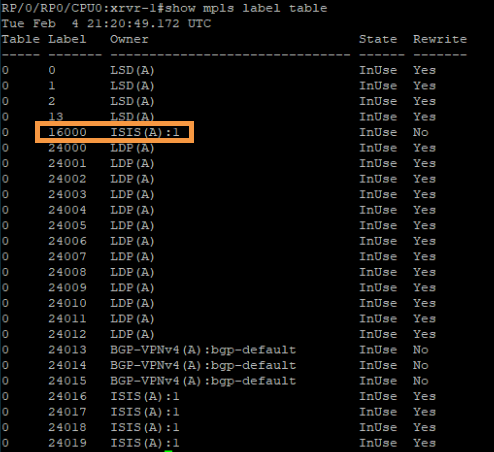 RP/0/RP0/CPU0:xrvr-1#show mpls label table
Tue Feb  4 21:20:49.172 UTC
Table Label   Owner                           State  Rewrite
----- ------- ------------------------------- ------ -------
0     0       LSD(A)                          InUse  Yes
0     1       LSD(A)                          InUse  Yes
0     2       LSD(A)                          InUse  Yes
0     13      LSD(A)                          InUse  Yes
0     16000   ISIS(A):1                       InUse  No
0     24000   LDP(A)                          InUse  Yes
0     24001   LDP(A)                          InUse  Yes
0     24002   LDP(A)                          InUse  Yes
0     24003   LDP(A)                          InUse  Yes
0     24004   LDP(A)                          InUse  Yes
0     24005   LDP(A)                          InUse  Yes
0     24006   LDP(A)                          InUse  Yes
0     24007   LDP(A)                          InUse  Yes
0     24008   LDP(A)                          InUse  Yes
0     24009   LDP(A)                          InUse  Yes
0     24010   LDP(A)                          InUse  Yes
0     24011   LDP(A)                          InUse  Yes
0     24012   LDP(A)                          InUse  Yes
0     24013   BGP-VPNv4(A):bgp-default        InUse  No
0     24014   BGP-VPNv4(A):bgp-default        InUse  No
0     24015   BGP-VPNv4(A):bgp-default        InUse  No
0     24016   ISIS(A):1                       InUse  Yes
0     24017   ISIS(A):1                       InUse  Yes
0     24018   ISIS(A):1                       InUse  Yes
0     24019   ISIS(A):1                       InUse  Yes